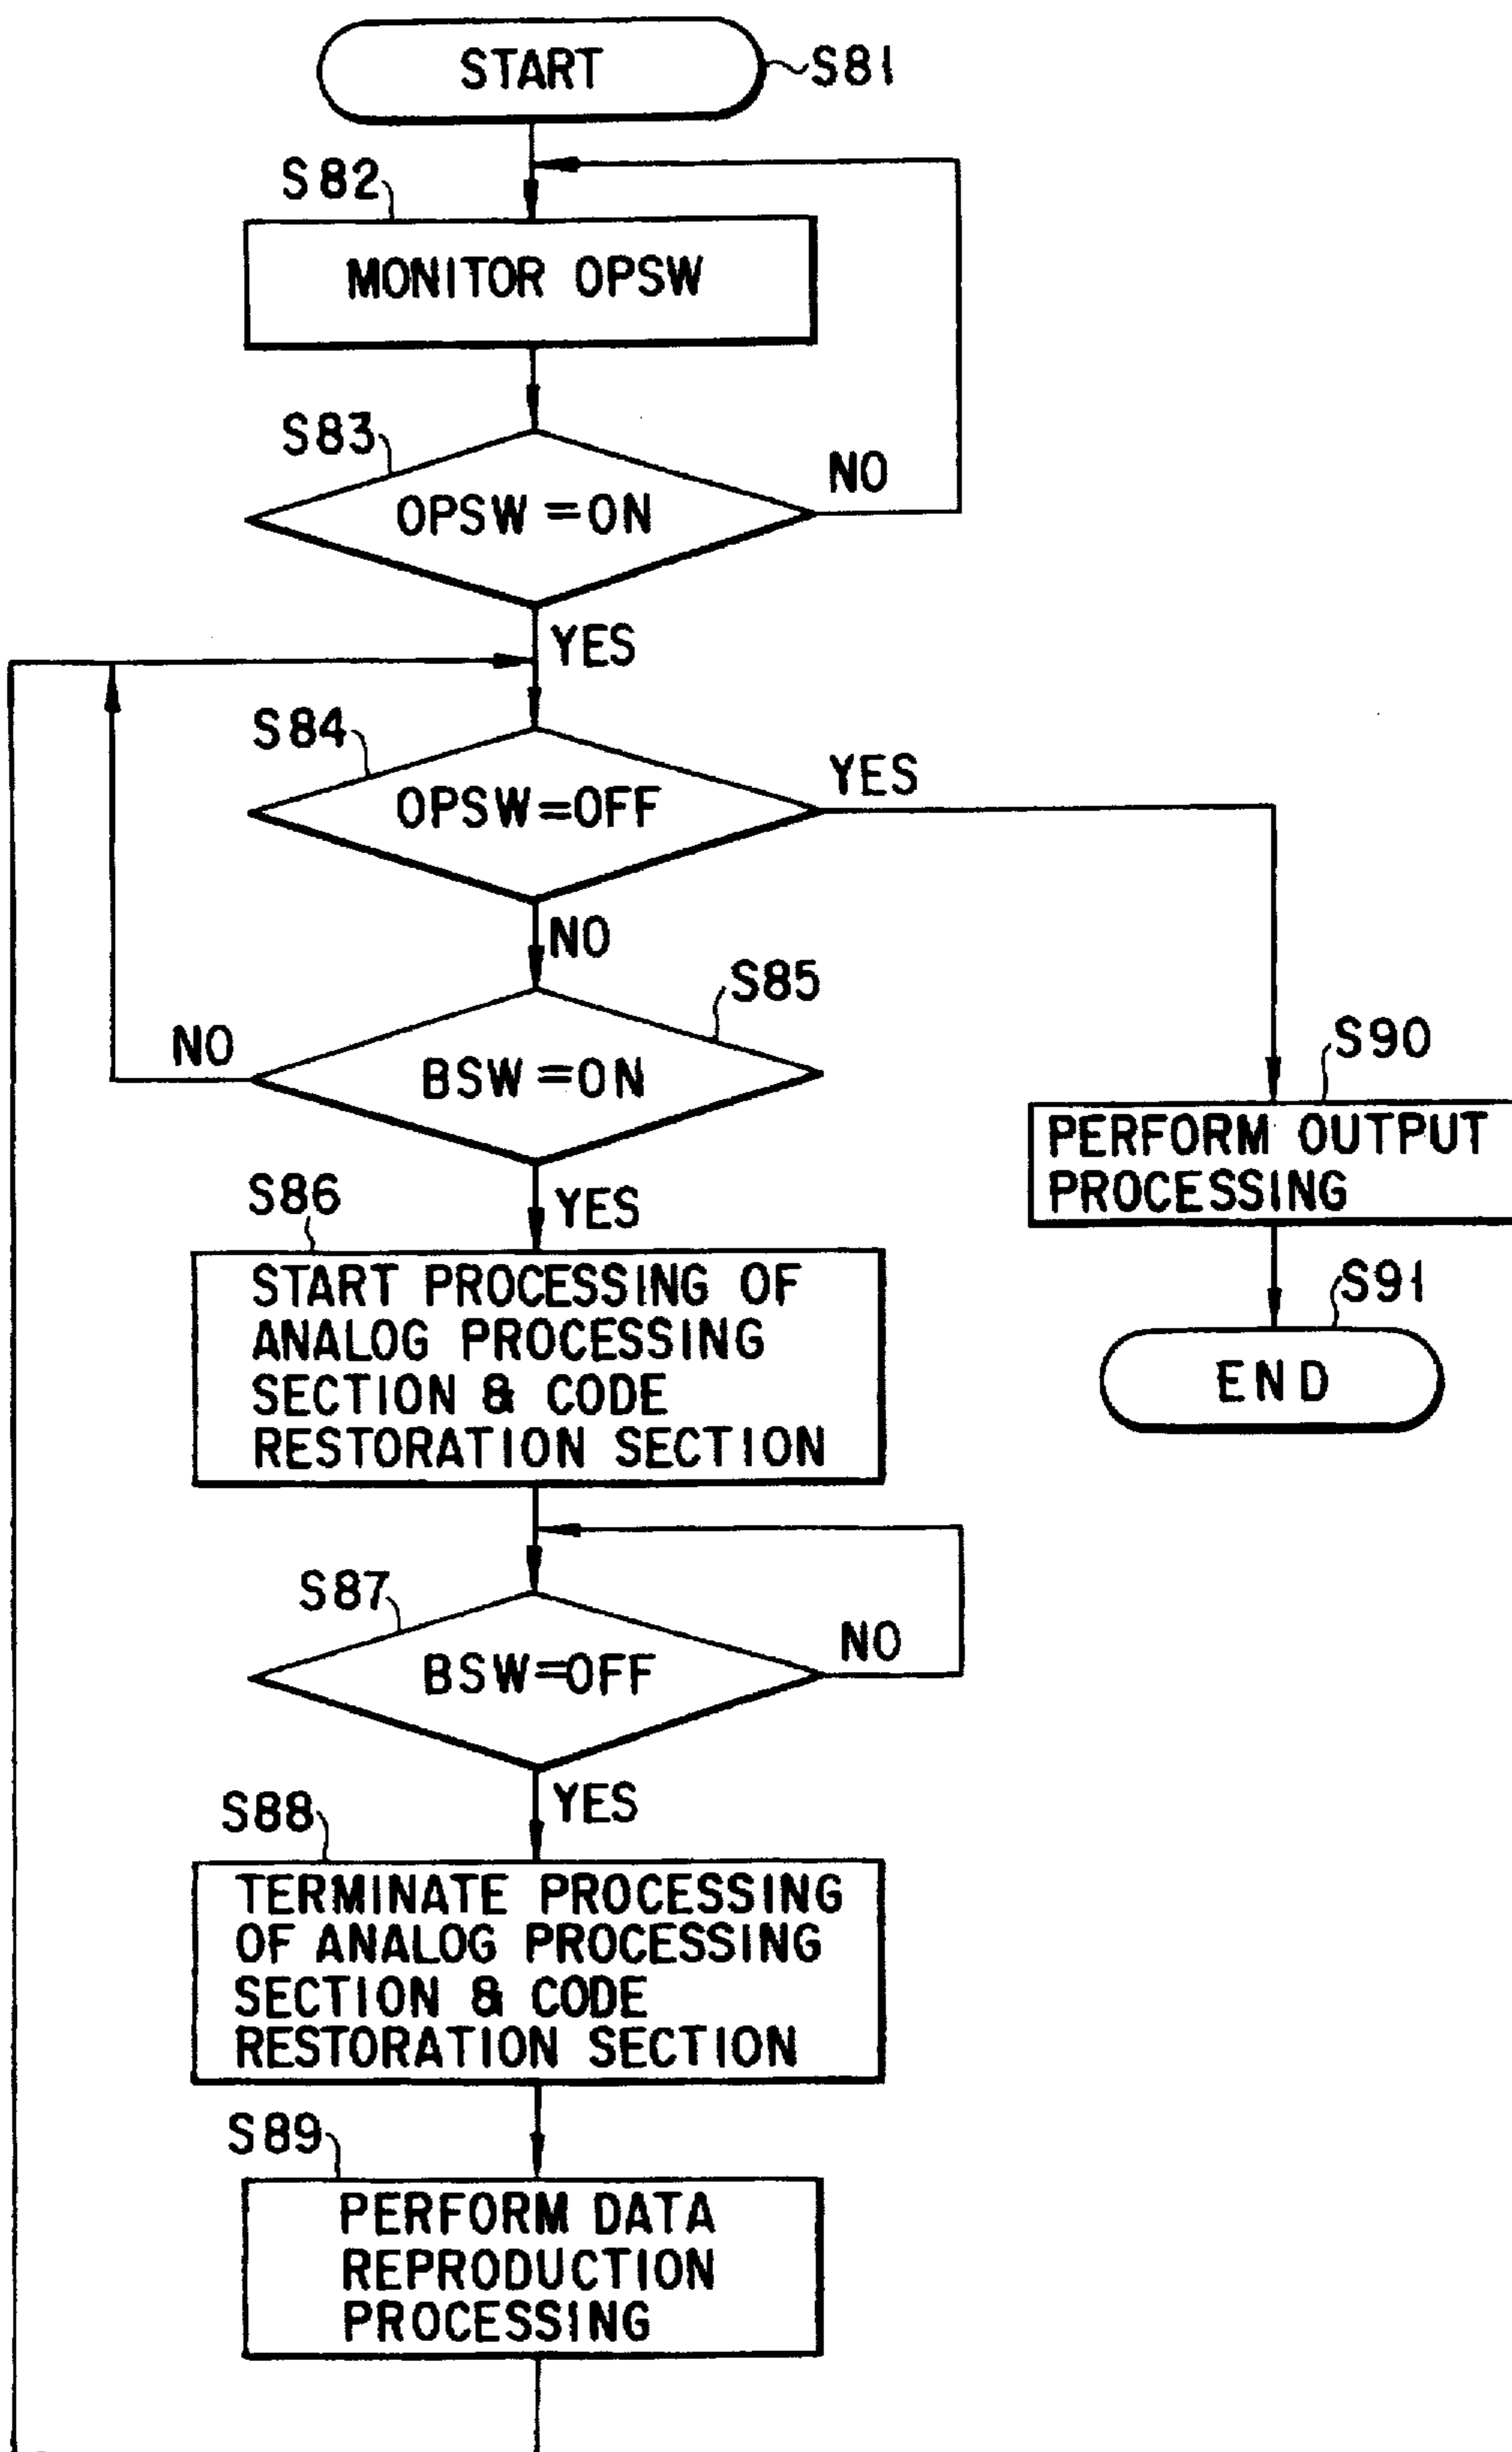 START
S81
S82
MONITOR OPSW
S83
OPSW=ON
NO
YES
S84
OPSW=OFF
YES
NO
S85
BSW=ON
NO
YES
S86
START PROCESSING OF
ANALOG PROCESSING
SECTION & CODE
RESTORATION SECTION
S87
BSW=OFF
NO
YES
S88
TERMINATE PROCESSING
OF ANALOG PROCESSING
SECTION & CODE
RESTORATION SECTION
S89
PERFORM DATA
REPRODUCTION
PROCESSING
S90
PERFORM OUTPUT
PROCESSING
S91
END